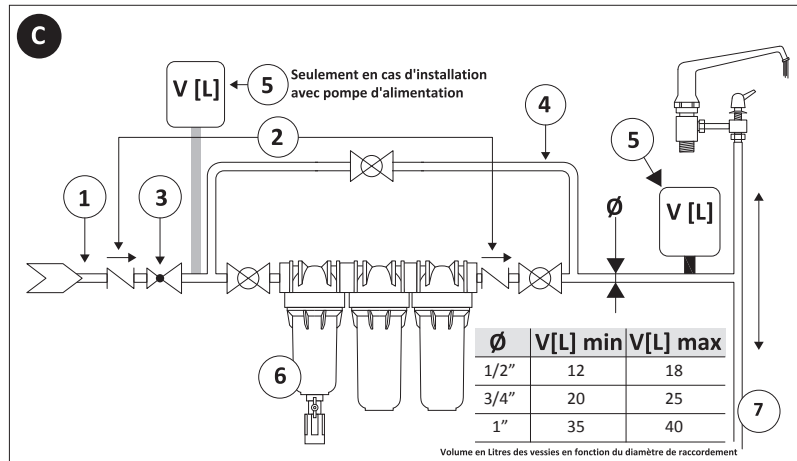 C
V [L]
5
Seulement en cas d'installation
avec pompe d'alimentation
2
4
5
1
3
Ø
V [L]
6
Ø V[L] min V[L] max
1/2" 12 18
3/4" 20 25
1" 35 40
7
Volume en Litres des vessies en fonction du diamètre de raccordement